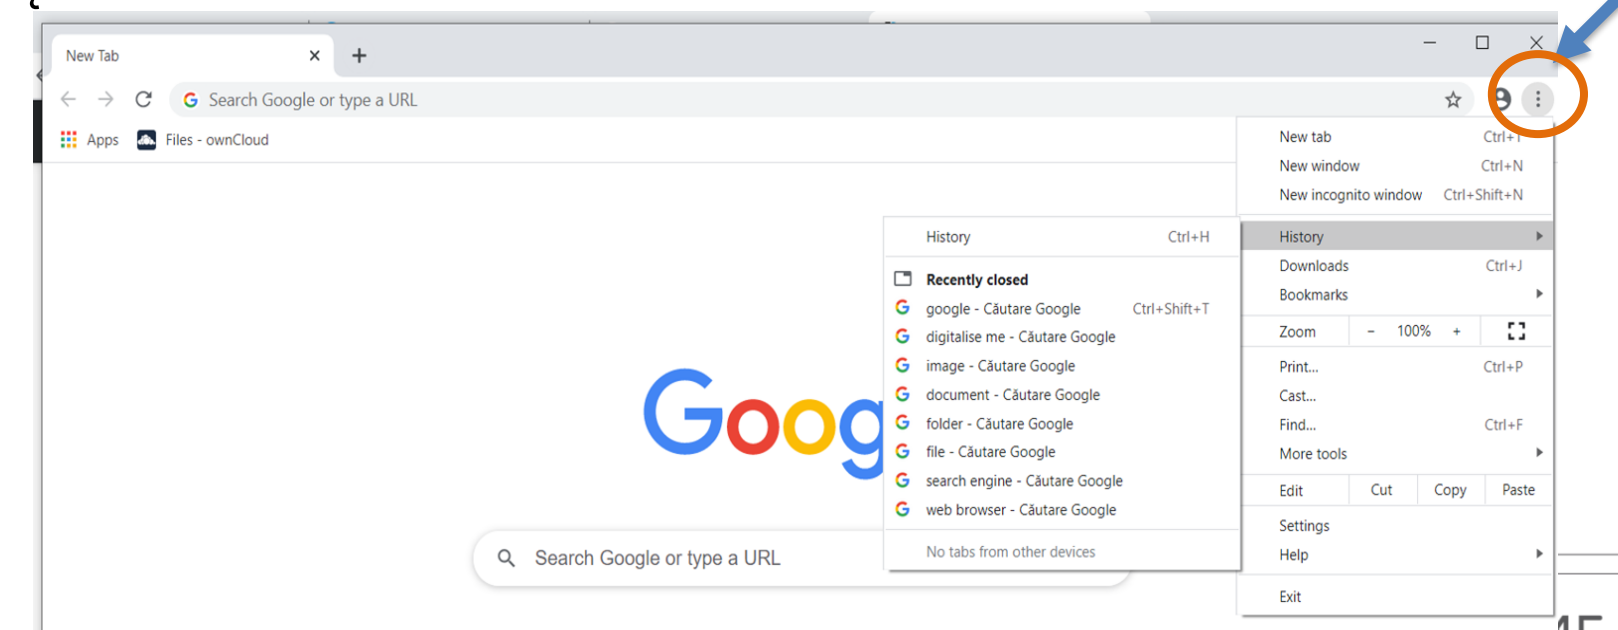 New Tab
Search Google or type a URL
Apps Files - ownCloud
New tab Ctrl+T
New window Ctrl+N
New incognito window Ctrl+Shift+N
History
Downloads Ctrl+J
Bookmarks
Zoom - 100% +
Print... Ctrl+P
Cast...
Find... Ctrl+F
More tools
Edit Cut Copy Paste
Settings
Help
Exit
History Ctrl+H
Recently closed
google - Căutare Google Ctrl+Shift+T
digitalise me - Căutare Google
image - Căutare Google
document - Căutare Google
folder - Căutare Google
file - Căutare Google
search engine - Căutare Google
web browser - Căutare Google
No tabs from other devices
Goog
Search Google or type a URL